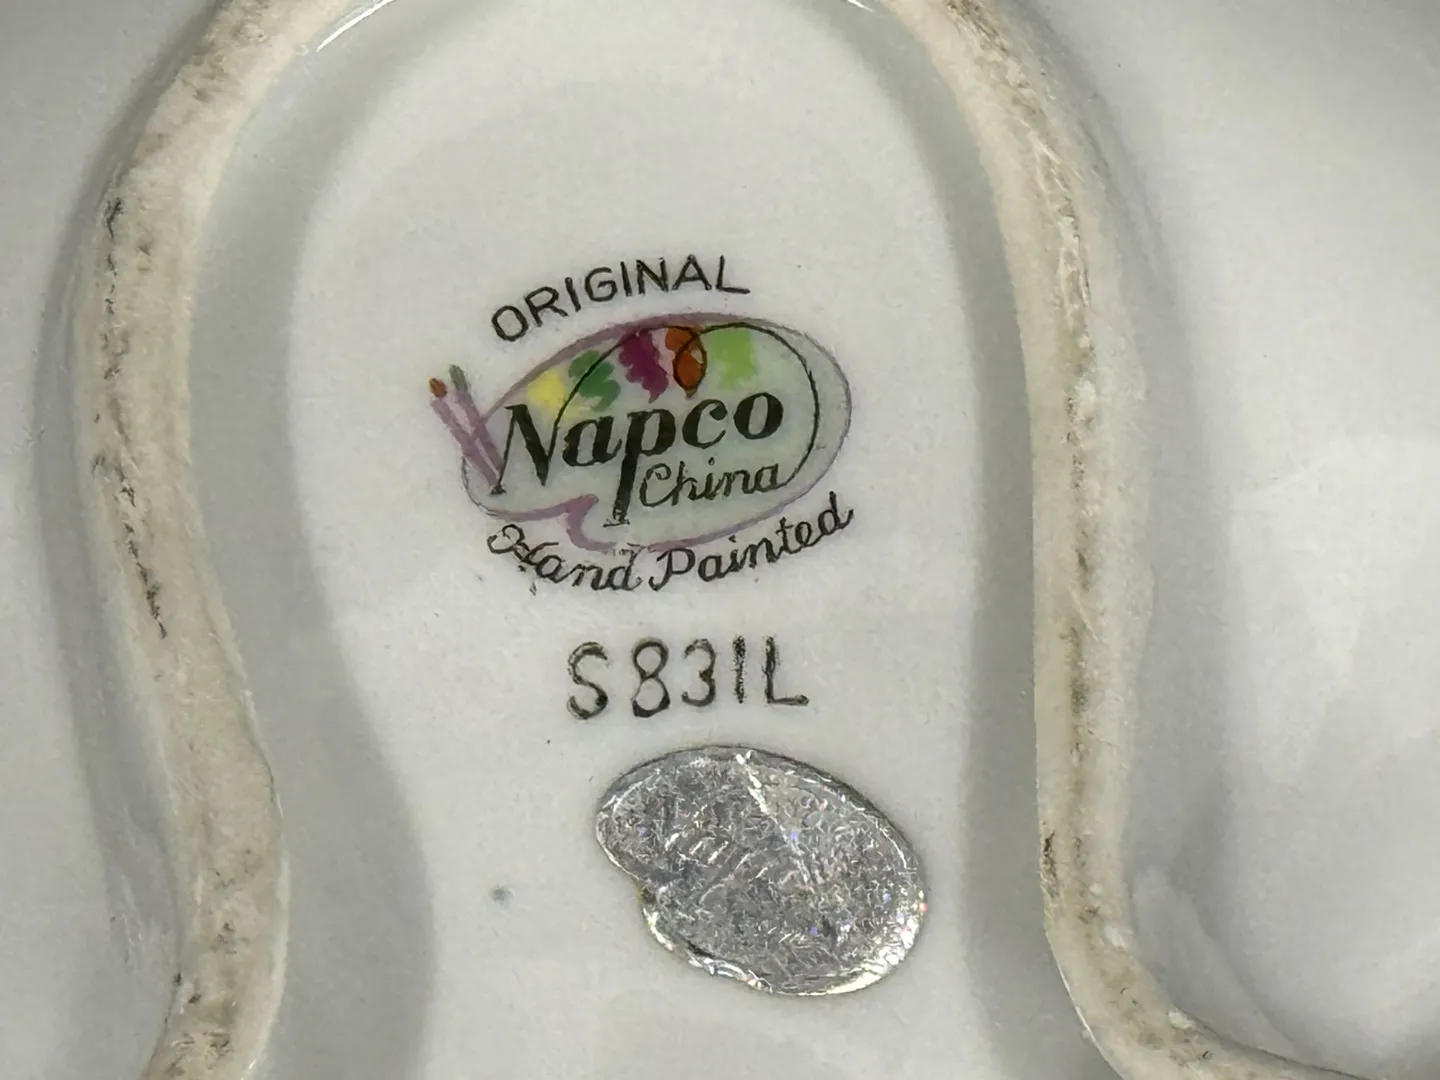 ORIGINAL
Napco
China
Hand Painted
S831L